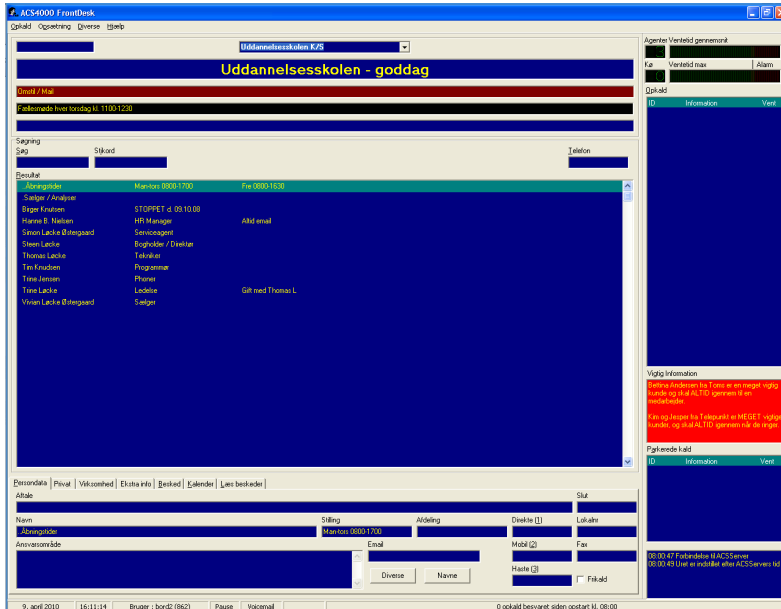 ACS4000 FrontDesk
Opkald Opsætning Diverse Hjælp
Uddannelsesskolen K/S
Uddannelsesskolen - goddag
Omstil / Mail
Fællesmøde hver torsdag kl. 1100-1230
Søgning
Søg Stikord Telefon
Resultat
..Åbningstider Man-tors 0800-1700 Fre 0800-1630
.Sælger / Analyser
Birger Knutsen STOPPET d. 09.10.08
Hanne B. Nielsen HR Manager Altid email
Simon Løcke Østergaard Serviceagent
Steen Løcke Bogholder / Direktør
Thomas Løcke Tekniker
Tim Knudsen Programmør
Trine Jensen Phoner
Trine Løcke Ledelse Gift med Thomas L
Vivian Løcke Østergaard Sælger
Persondata Privat Virksomhed Ekstra info Besked Kalender Læs beskeder
Aftale Slut
Navn Stilling Afdeling Direkte (1) Lokalnr
..Åbningstider Man-tors 0800-1700
Ansvarsområde Email Mobil (2) Fax
Haste (3)
Diverse Navne Frikald
Agenter Ventetid gennemsnit
Kø Ventetid max Alarm
Opkald
ID Information Vent
Vigtig Information
Bettina Andersen fra Toms er en meget vigtig
kunde og skal ALTID igennem til en
medarbejder.
Kim og Jesper fra Telepunkt er MEGET vigtige
kunder, og skal ALTID igennem når de ringer.
Parkerede kald
ID Information Vent
08:00:47 Forbindelse til ACSServer
08:00:49 Uret er indstillet efter ACSServers tid
9. april 2010 16:11:14 Bruger : bord2 (862) Pause Voicemail 0 opkald besvaret siden opstart kl. 08:00